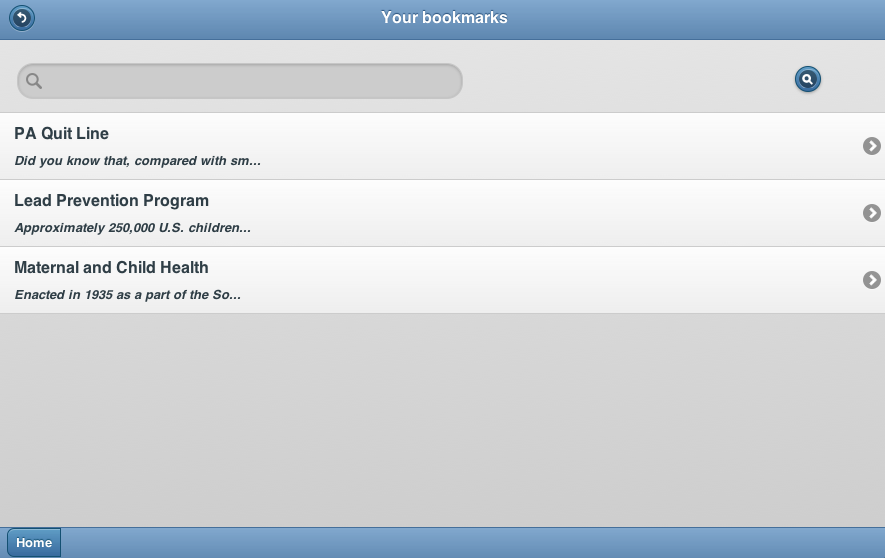 Your bookmarks
PA Quit Line
Did you know that, compared with sm...
Lead Prevention Program
Approximately 250,000 U.S. children...
Maternal and Child Health
Enacted in 1935 as a part of the So...
Home